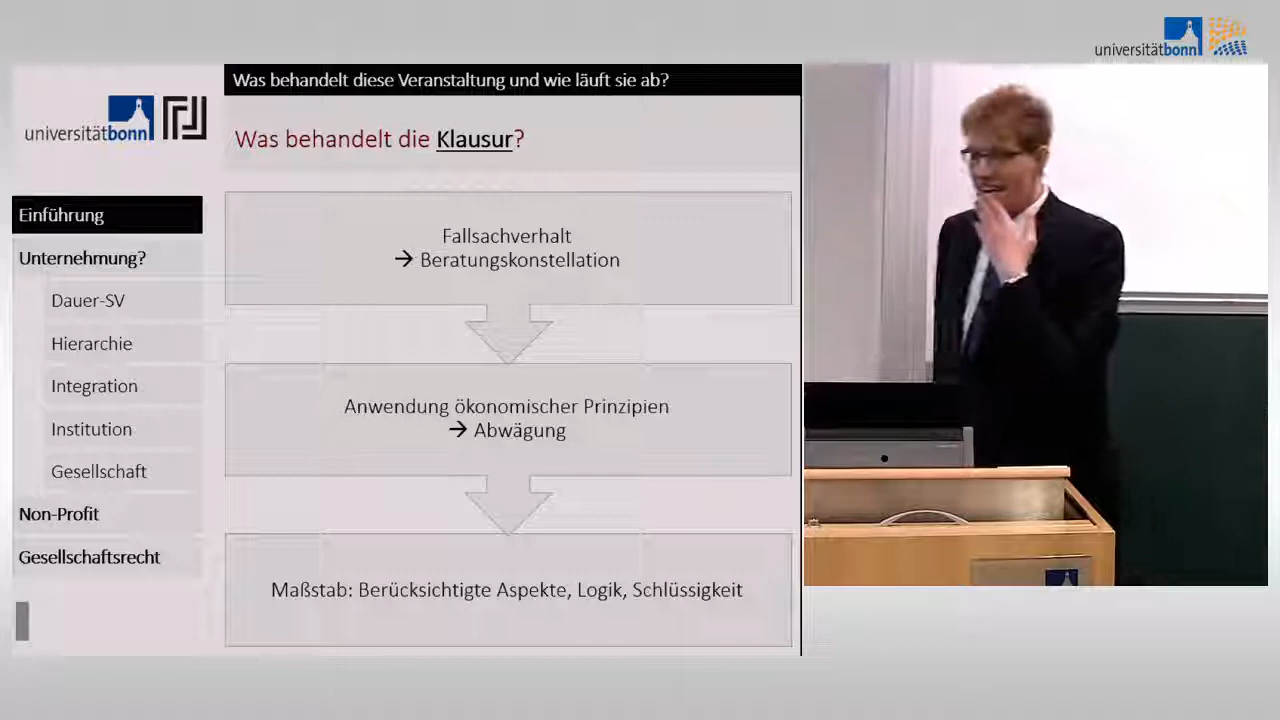 universitätbonn
Was behandelt diese Veranstaltung und wie läuft sie ab?
universitätbonn
Was behandelt die Klausur?
Einführung
Unternehmung?
Dauer-SV
Hierarchie
Integration
Institution
Gesellschaft
Non-Profit
Gesellschaftsrecht
Fallsachverhalt
→ Beratungskonstellation
Anwendung ökonomischer Prinzipien
→ Abwägung
Maßstab: Berücksichtigte Aspekte, Logik, Schlüssigkeit